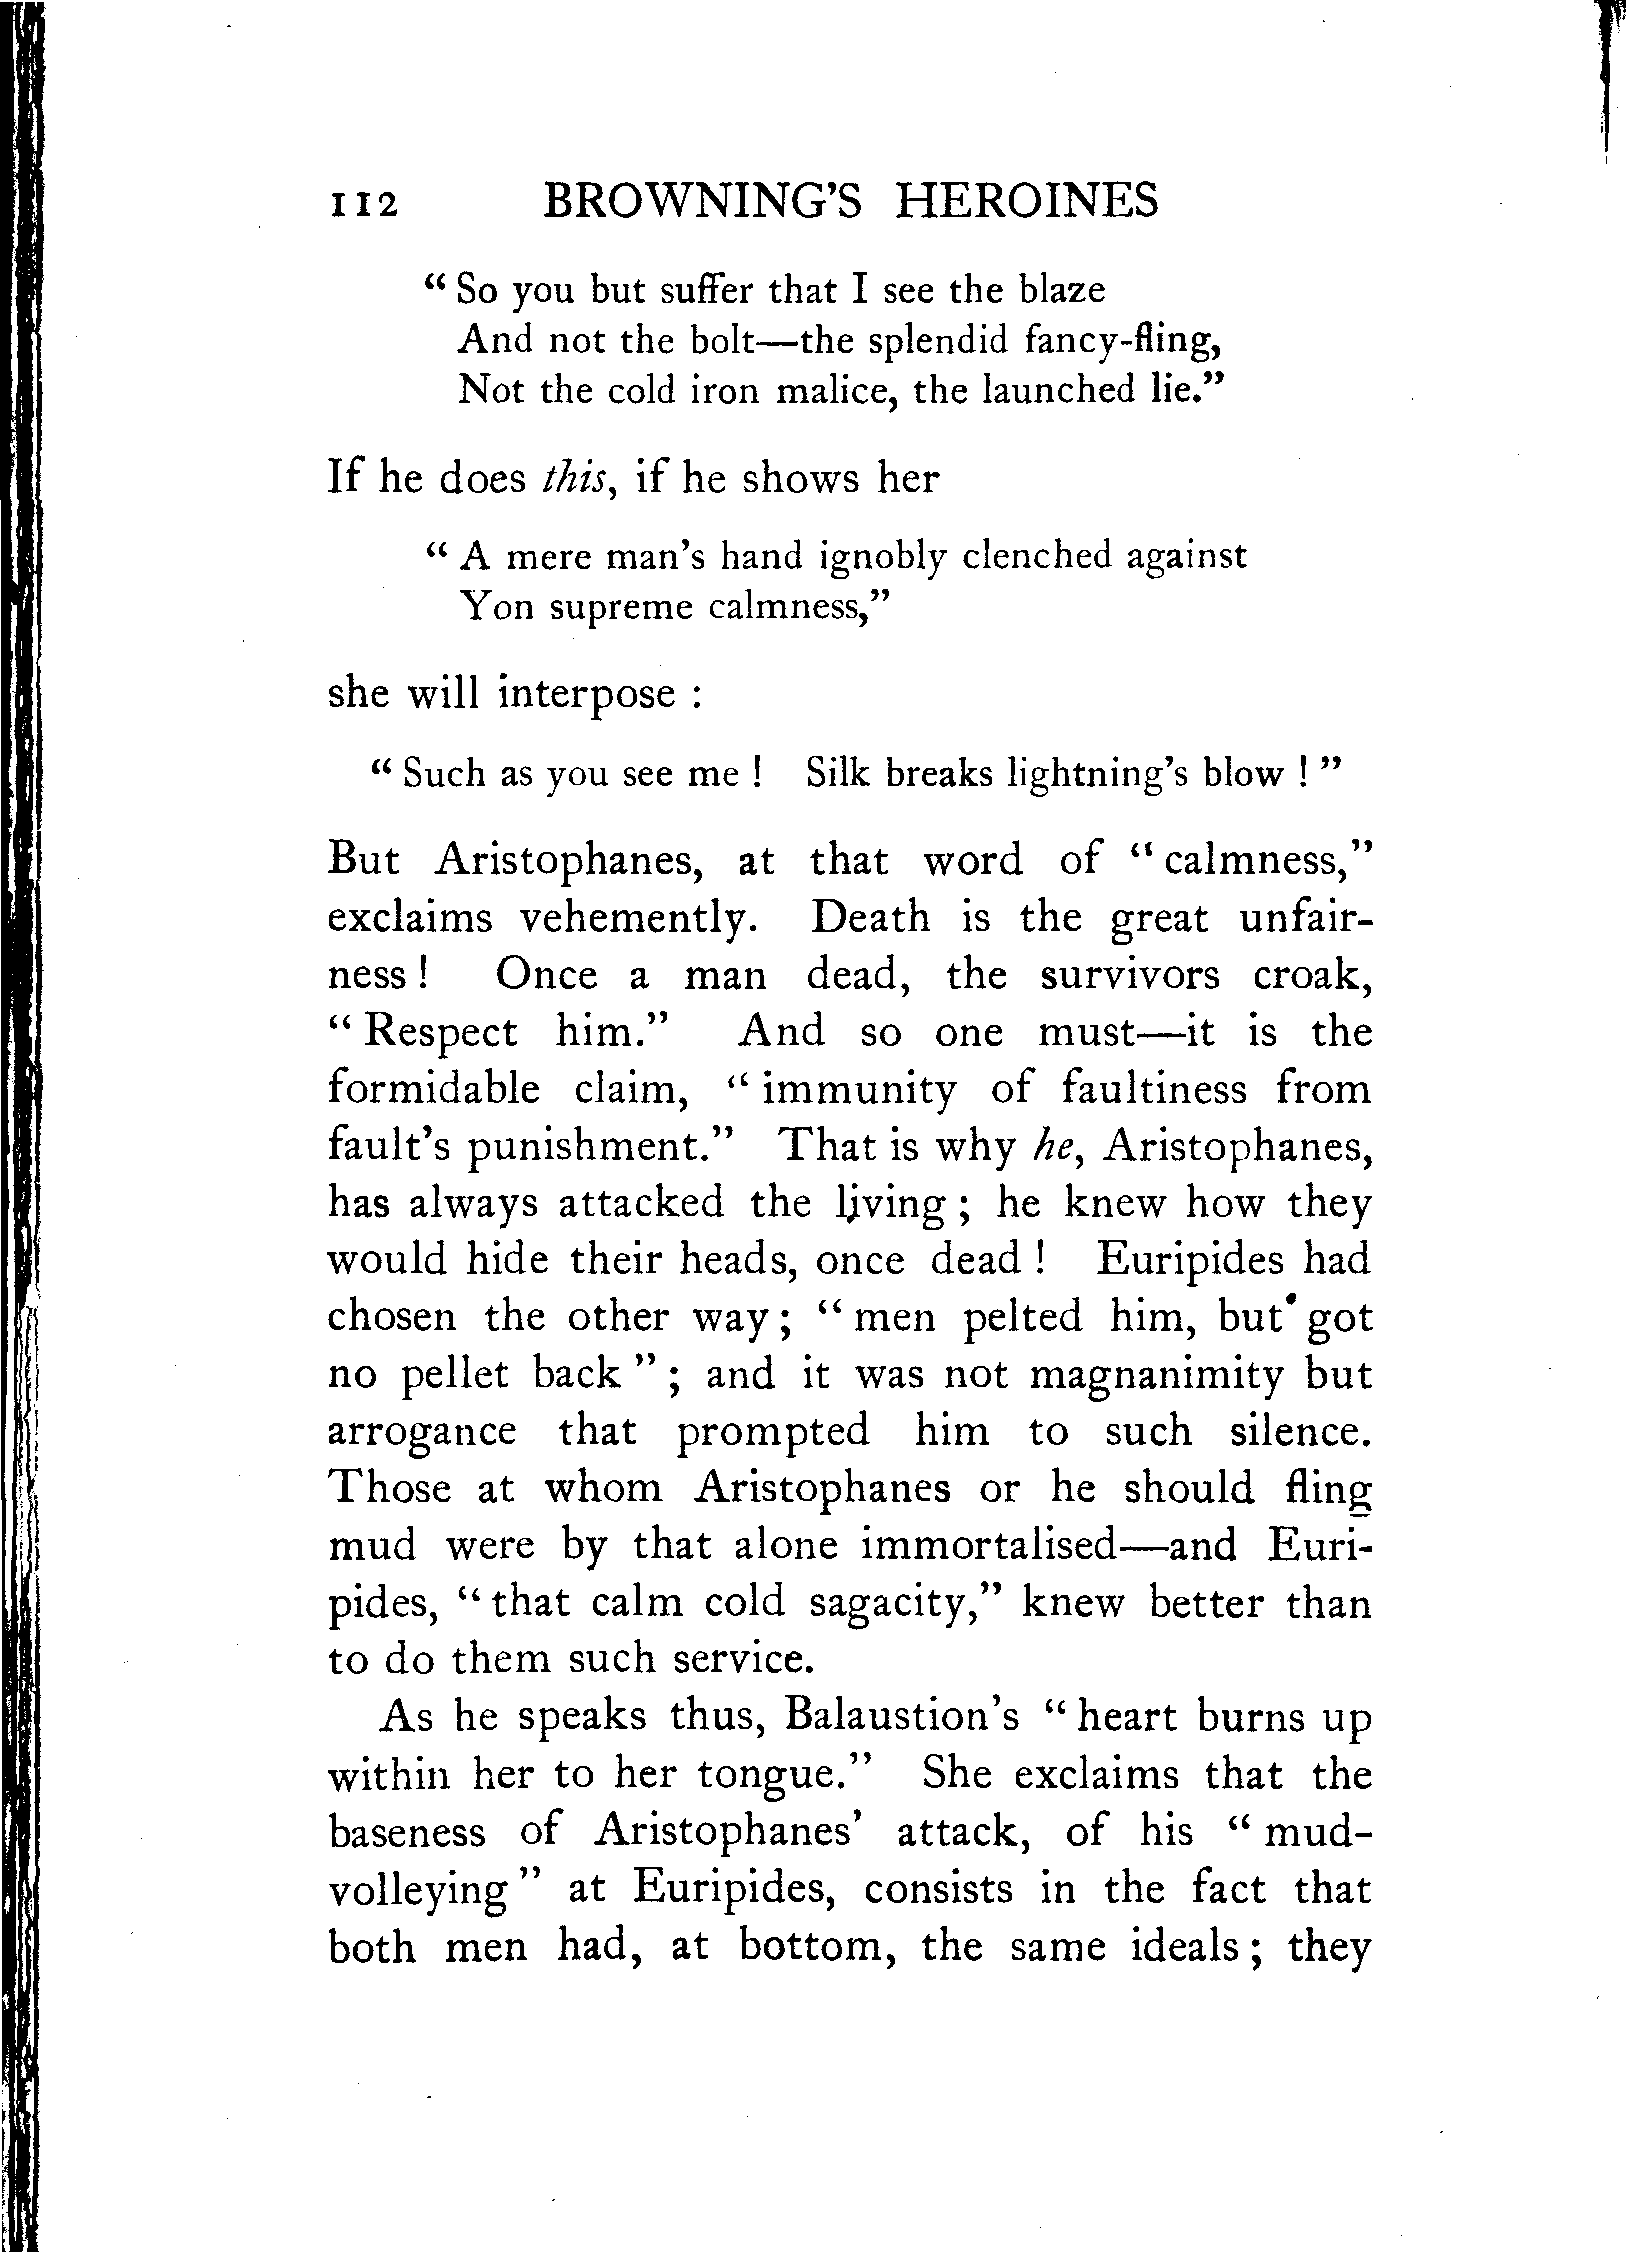 112 BROWNING'S HEROINES
“ So you but suffer that I see the blaze
And not the bolt—the splendid fancy-fling,
Not the cold iron malice, the launched lie.”
If he does this, if he shows her
“ A mere man's hand ignobly clenched against
Yon supreme calmness,”
she will interpose :
“ Such as you see me ! Silk breaks lightning's blow ! ”
But Aristophanes, at that word of “ calmness,”
exclaims vehemently. Death is the great unfair-
ness ! Once a man dead, the survivors croak,
“ Respect him.” And so one must—it is the
formidable claim, “ immunity of faultiness from
fault's punishment.” That is why he, Aristophanes,
has always attacked the living ; he knew how they
would hide their heads, once dead ! Euripides had
chosen the other way ; “ men pelted him, but got
no pellet back ” ; and it was not magnanimity but
arrogance that prompted him to such silence.
Those at whom Aristophanes or he should fling
mud were by that alone immortalised—and Euri-
pides, “ that calm cold sagacity,” knew better than
to do them such service.
As he speaks thus, Balaustion's “ heart burns up
within her to her tongue.” She exclaims that the
baseness of Aristophanes' attack, of his “ mud-
volleying ” at Euripides, consists in the fact that
both men had, at bottom, the same ideals ; they